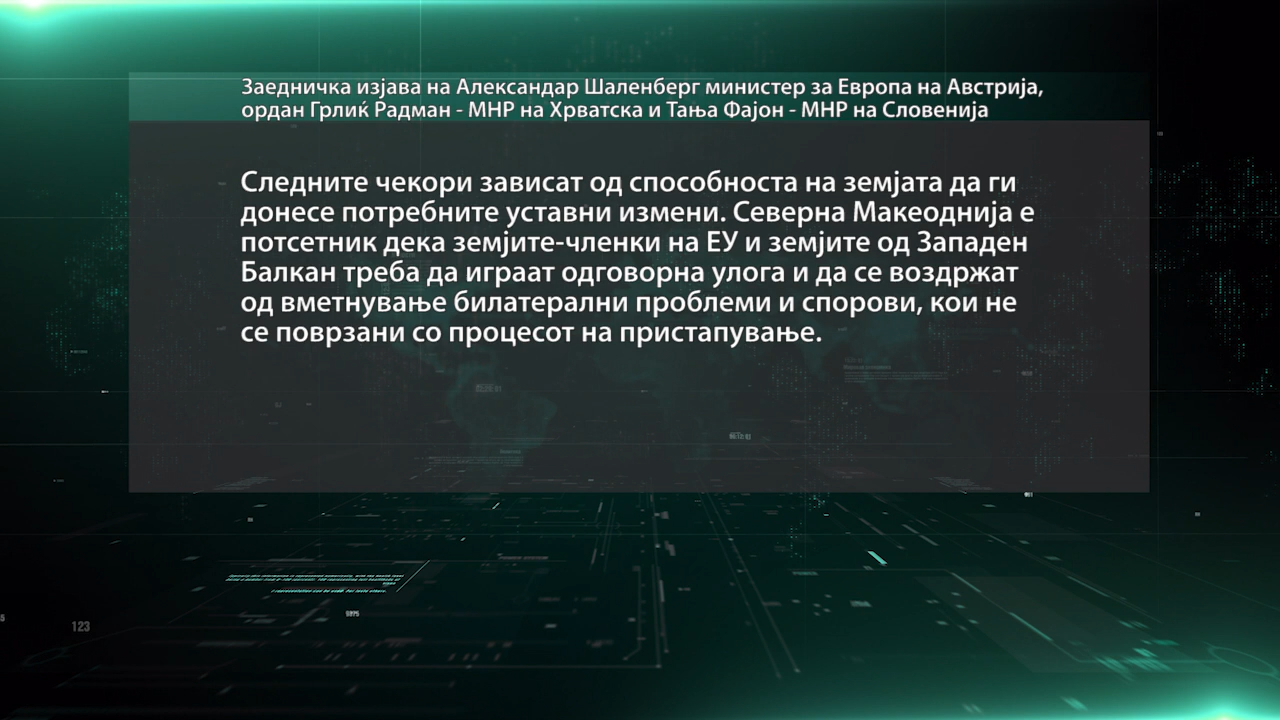 Заедничка изјава на Александар Шаленберг министер за Европа на Австрија,
ордан Грлиќ Радман - МНР на Хрватска и Тања Фајон - МНР на Словенија
Следните чекори зависат од способноста на земјата да ги
донесе потребните уставни измени. Северна Макеоднија е
потсетник дека земјите-членки на ЕУ и земјите од Западен
Балкан треба да играат одговорна улога и да се воздржат
од вметнување билатерални проблеми и спорови, кои не
се поврзани со процесот на пристапување.
123